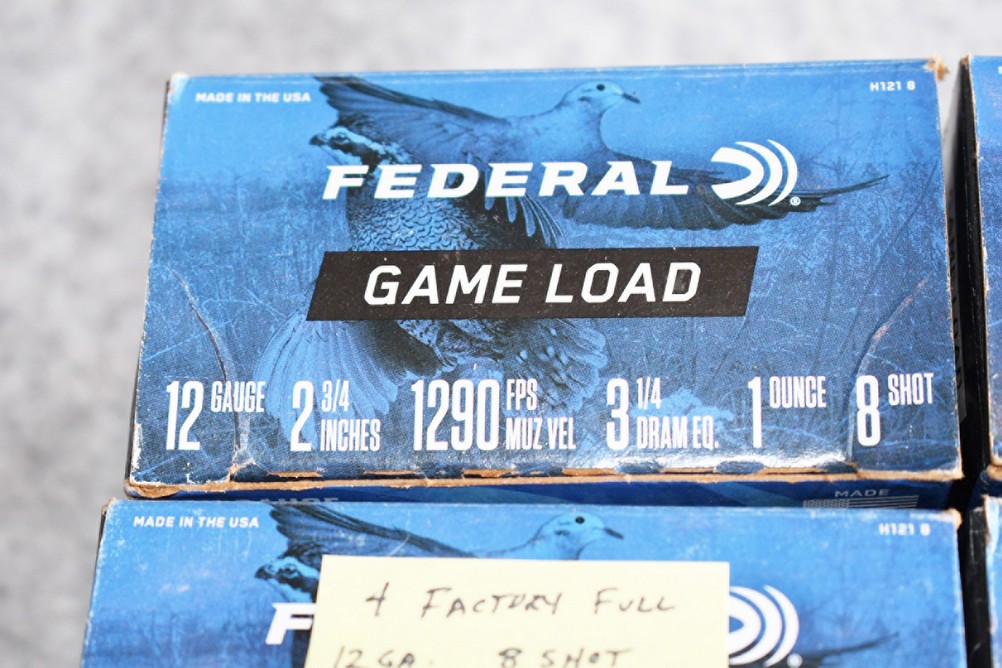 MADE IN THE USA
H121 8
FEDERAL ®
GAME LOAD
12 GAUGE 2 3/4 INCHES 1290 FPS MUZ VEL 3 1/4 DRAM EQ. 1 OUNCE 8 SHOT
MADE
MADE IN THE USA
H121 8
F
4 FACTORY FULL
12 GA. 8 SHOT